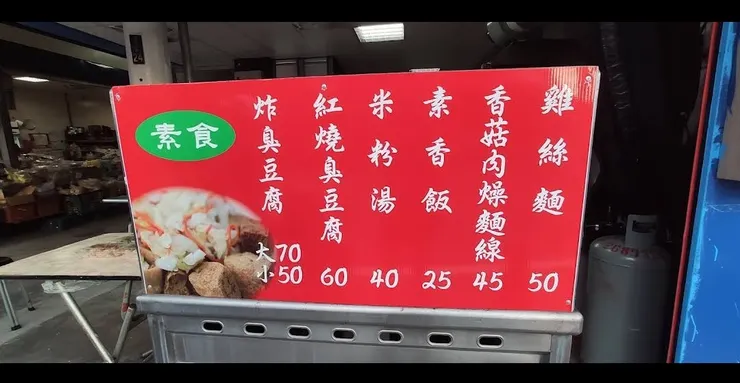 雞絲麵 50
香菇肉燥麵線 45
素香飯 25
米粉湯 40
紅燒臭豆腐 60
炸臭豆腐 大70 小50
素食